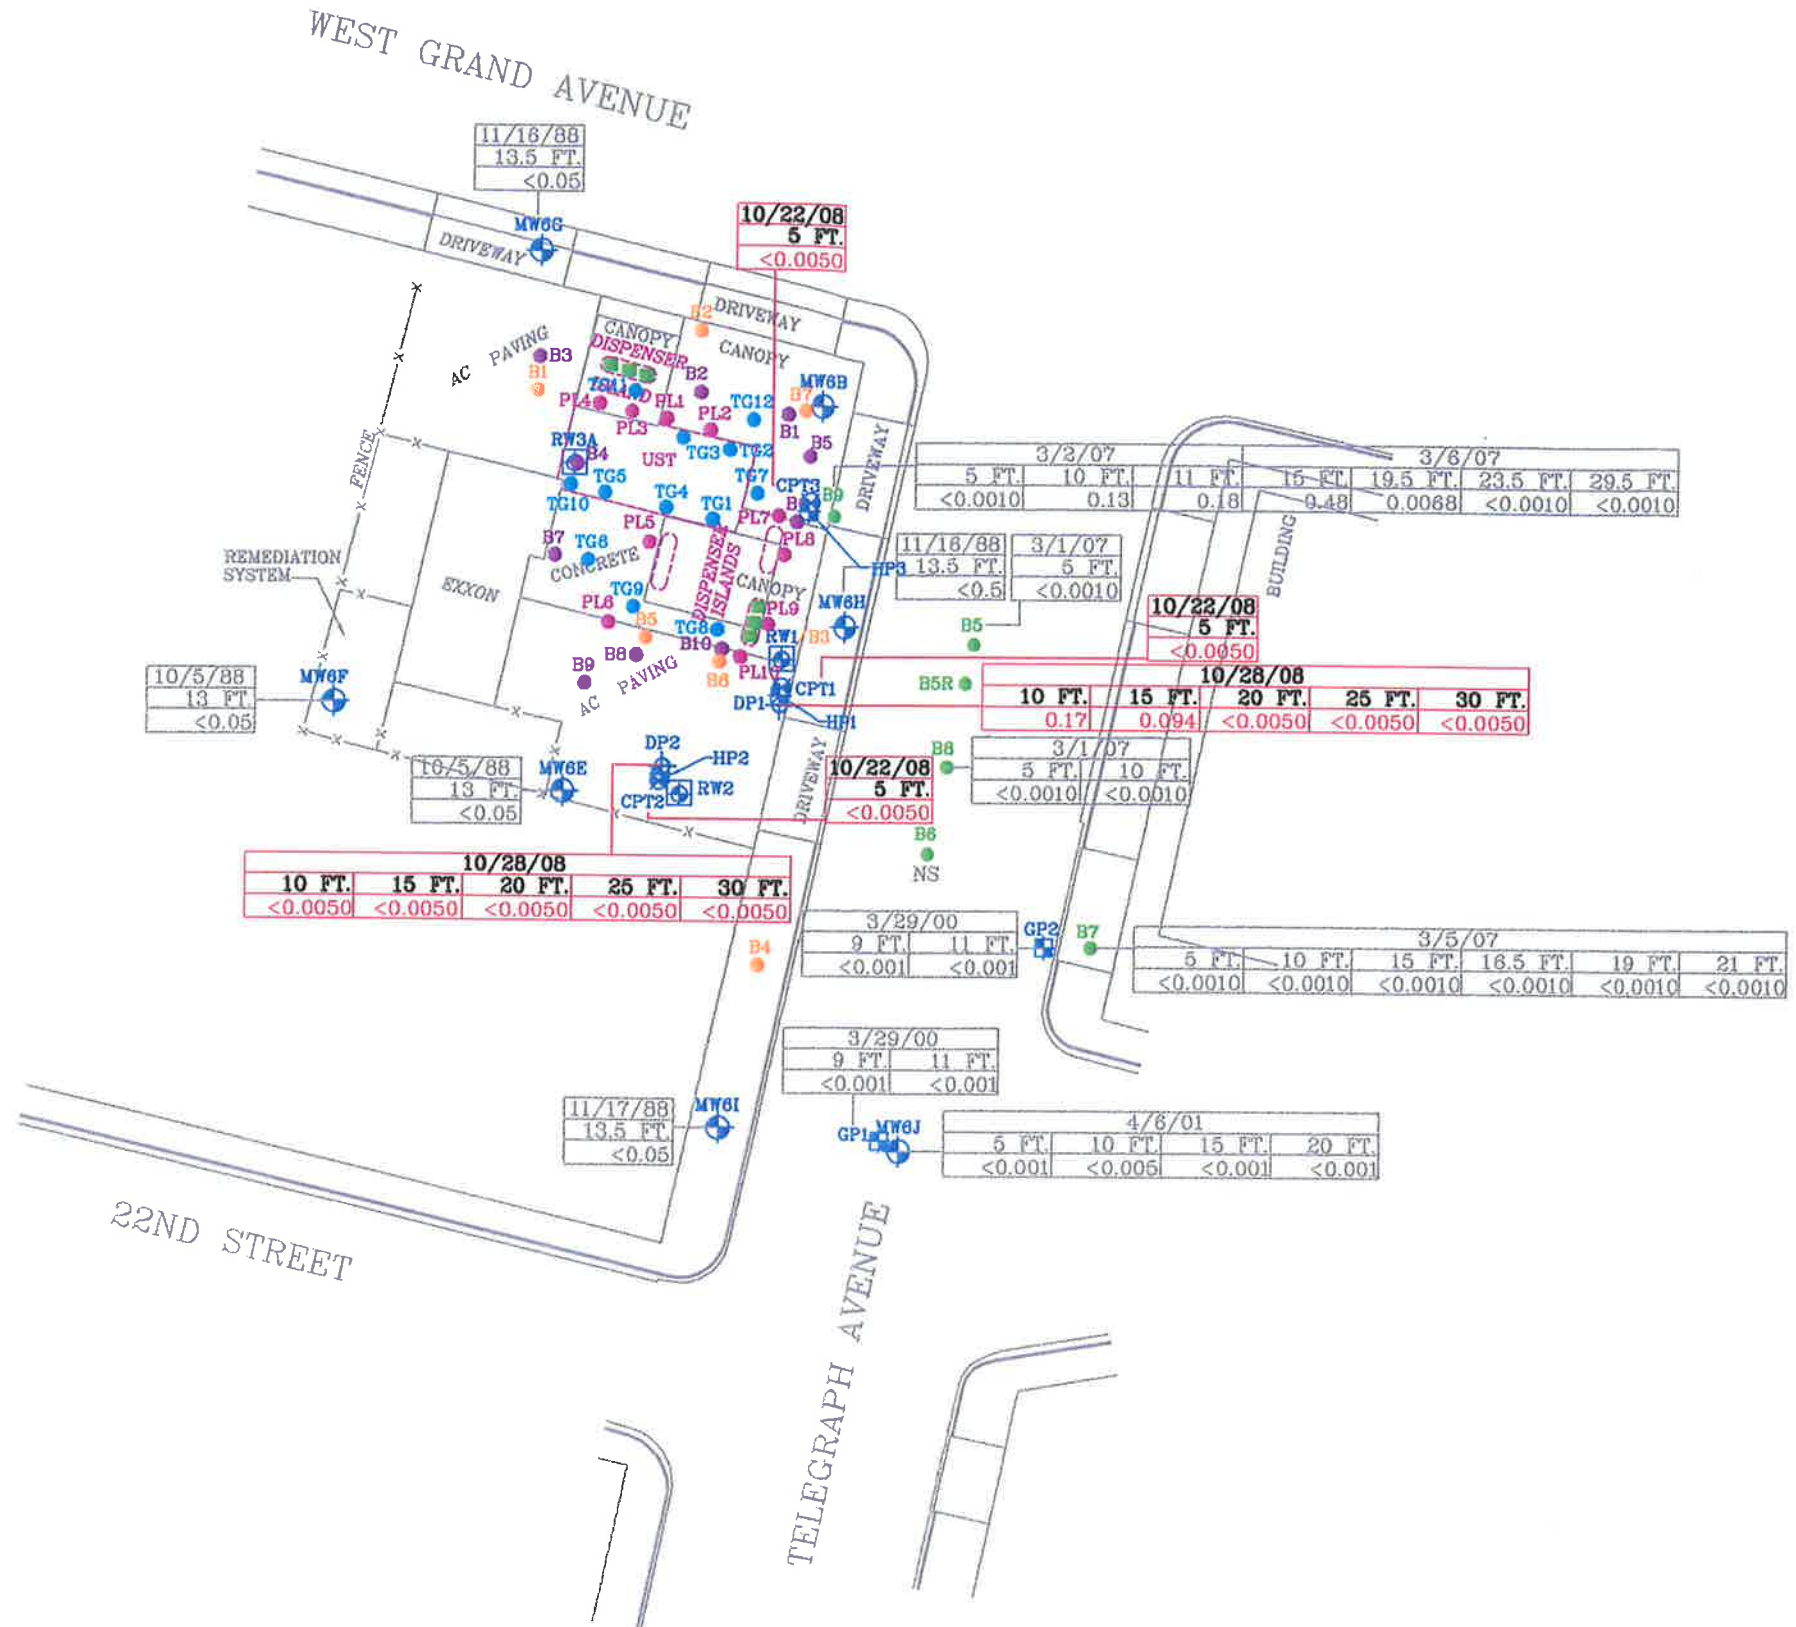 WEST GRAND AVENUE
11/16/88
13.5 FT.
<0.05
MW6G
DRIVEWAY
10/22/08
5 FT.
<0.0050
DRIVEWAY
B2
CANOPY
CANOPY
DISPENSER
AC PAVING
B3
B1
B2
MW6B
B7
TG11
PL4
PL1
PL3
PL2
TG12
B1
B5
TG3
TG2
UST
RW3A
B4
TG5
TG10
TG4
TG7
TG1
CPT3
B9
PL7
PL8
HP3
DRIVEWAY
FENCE
3/2/07 3/6/07
5 FT. 10 FT. 11 FT. 15 FT. 19.5 FT. 23.5 FT. 29.5 FT.
<0.0010 0.13 0.18 0.48 0.0068 <0.0010 <0.0010
BUILDING
PL5
B7
TG6
CONCRETE
DISPENSER
ISLANDS
CANOPY
REMEDIATION
SYSTEM
EXXON
11/16/88
13.5 FT.
<0.5
3/1/07
5 FT.
<0.0010
MW6H
TG9
PL6
B5
TG8
PL9
RW1
B3
B5
10/22/08
5 FT.
<0.0050
B10
B8
B9
PL10
B6
AC PAVING
CPT1
DP1
HP1
B5R
10/28/08
10 FT. 15 FT. 20 FT. 25 FT. 30 FT.
0.17 0.094 <0.0050 <0.0050 <0.0050
10/5/88
13 FT.
<0.05
MW6F
10/5/88
13 FT.
<0.05
MW6E
DP2
HP2
RW2
CPT2
10/22/08
5 FT.
<0.0050
DRIVEWAY
B8
3/1/07
5 FT. 10 FT.
<0.0010 <0.0010
B6
NS
10/28/08
10 FT. 15 FT. 20 FT. 25 FT. 30 FT.
<0.0050 <0.0050 <0.0050 <0.0050 <0.0050
B4
3/29/00
9 FT. 11 FT.
<0.001 <0.001
GP2
B7
3/5/07
5 FT. 10 FT. 15 FT. 16.5 FT. 19 FT. 21 FT.
<0.0010 <0.0010 <0.0010 <0.0010 <0.0010 <0.0010
3/29/00
9 FT. 11 FT.
<0.001 <0.001
11/17/88
13.5 FT.
<0.05
MW6I
GP1
MW6J
4/6/01
5 FT. 10 FT. 15 FT. 20 FT.
<0.001 <0.005 <0.001 <0.001
22ND STREET
TELEGRAPH AVENUE